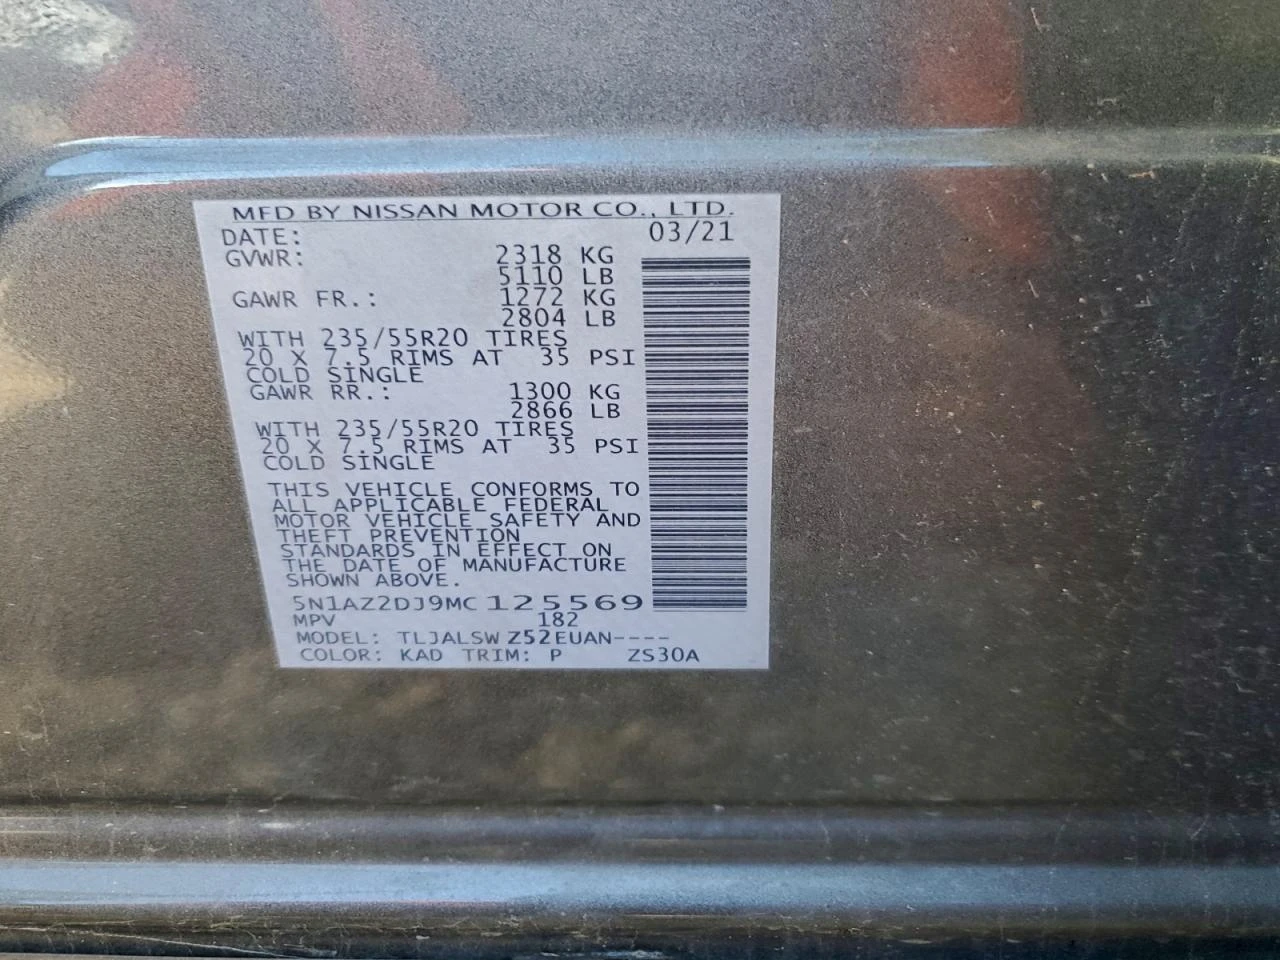 MFD BY NISSAN MOTOR CO., LTD.
DATE: 03/21
GVWR: 2318 KG
5110 LB
GAWR FR.: 1272 KG
2804 LB
WITH 235/55R20 TIRES
20 X 7.5 RIMS AT 35 PSI
COLD SINGLE
GAWR RR.: 1300 KG
2866 LB
WITH 235/55R20 TIRES
20 X 7.5 RIMS AT 35 PSI
COLD SINGLE
THIS VEHICLE CONFORMS TO
ALL APPLICABLE FEDERAL
MOTOR VEHICLE SAFETY AND
THEFT PREVENTION
STANDARDS IN EFFECT ON
THE DATE OF MANUFACTURE
SHOWN ABOVE.
5N1AZ2DJ9MC125569
MPV 182
MODEL: TLJALSWZ52EUAN----
COLOR: KAD TRIM: P ZS30A